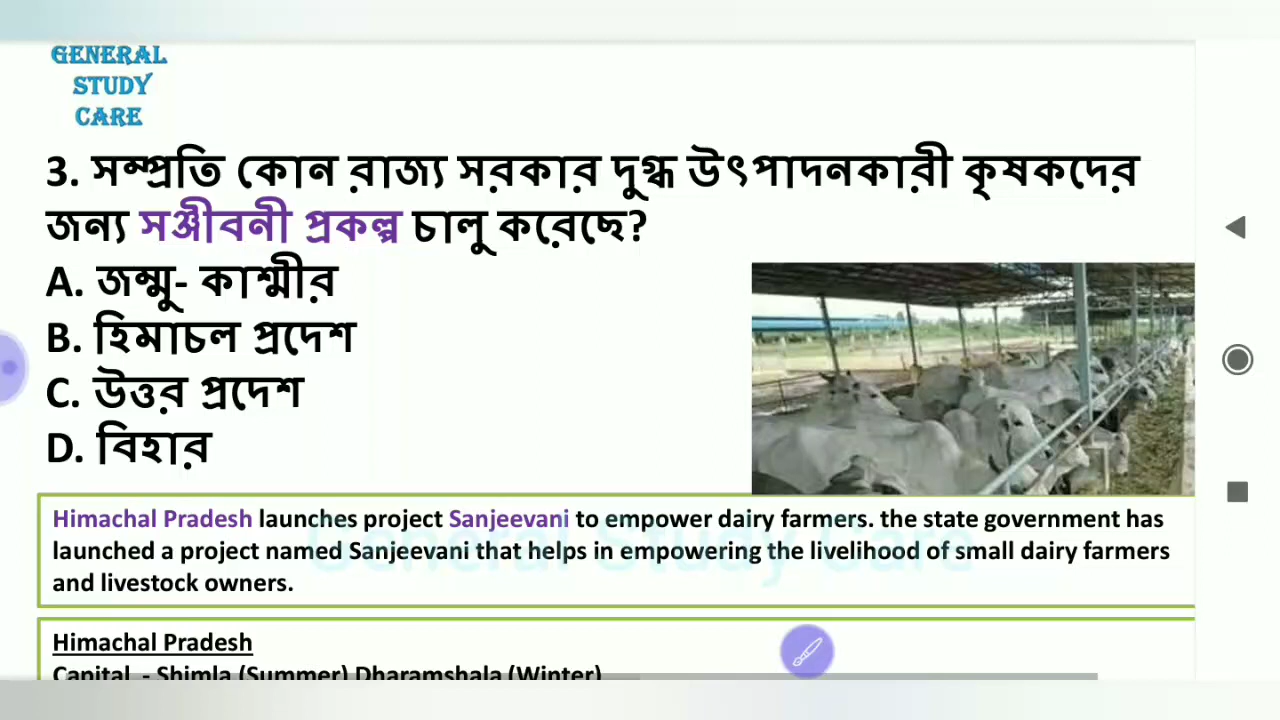 GENERAL
STUDY
CARE
3. সম্প্রতি কোন রাজ্য সরকার দুগ্ধ উৎপাদনকারী কৃষকদের
জন্য সঞ্জীবনী প্রকল্প চালু করেছে?
A. জম্মু- কাশ্মীর
B. হিমাচল প্রদেশ
C. উত্তর প্রদেশ
D. বিহার
Himachal Pradesh launches project Sanjeevani to empower dairy farmers. the state government has
launched a project named Sanjeevani that helps in empowering the livelihood of small dairy farmers
and livestock owners.
General Study Care
Himachal Pradesh
Capital - Shimla (Summer) Dharamshala (Winter)